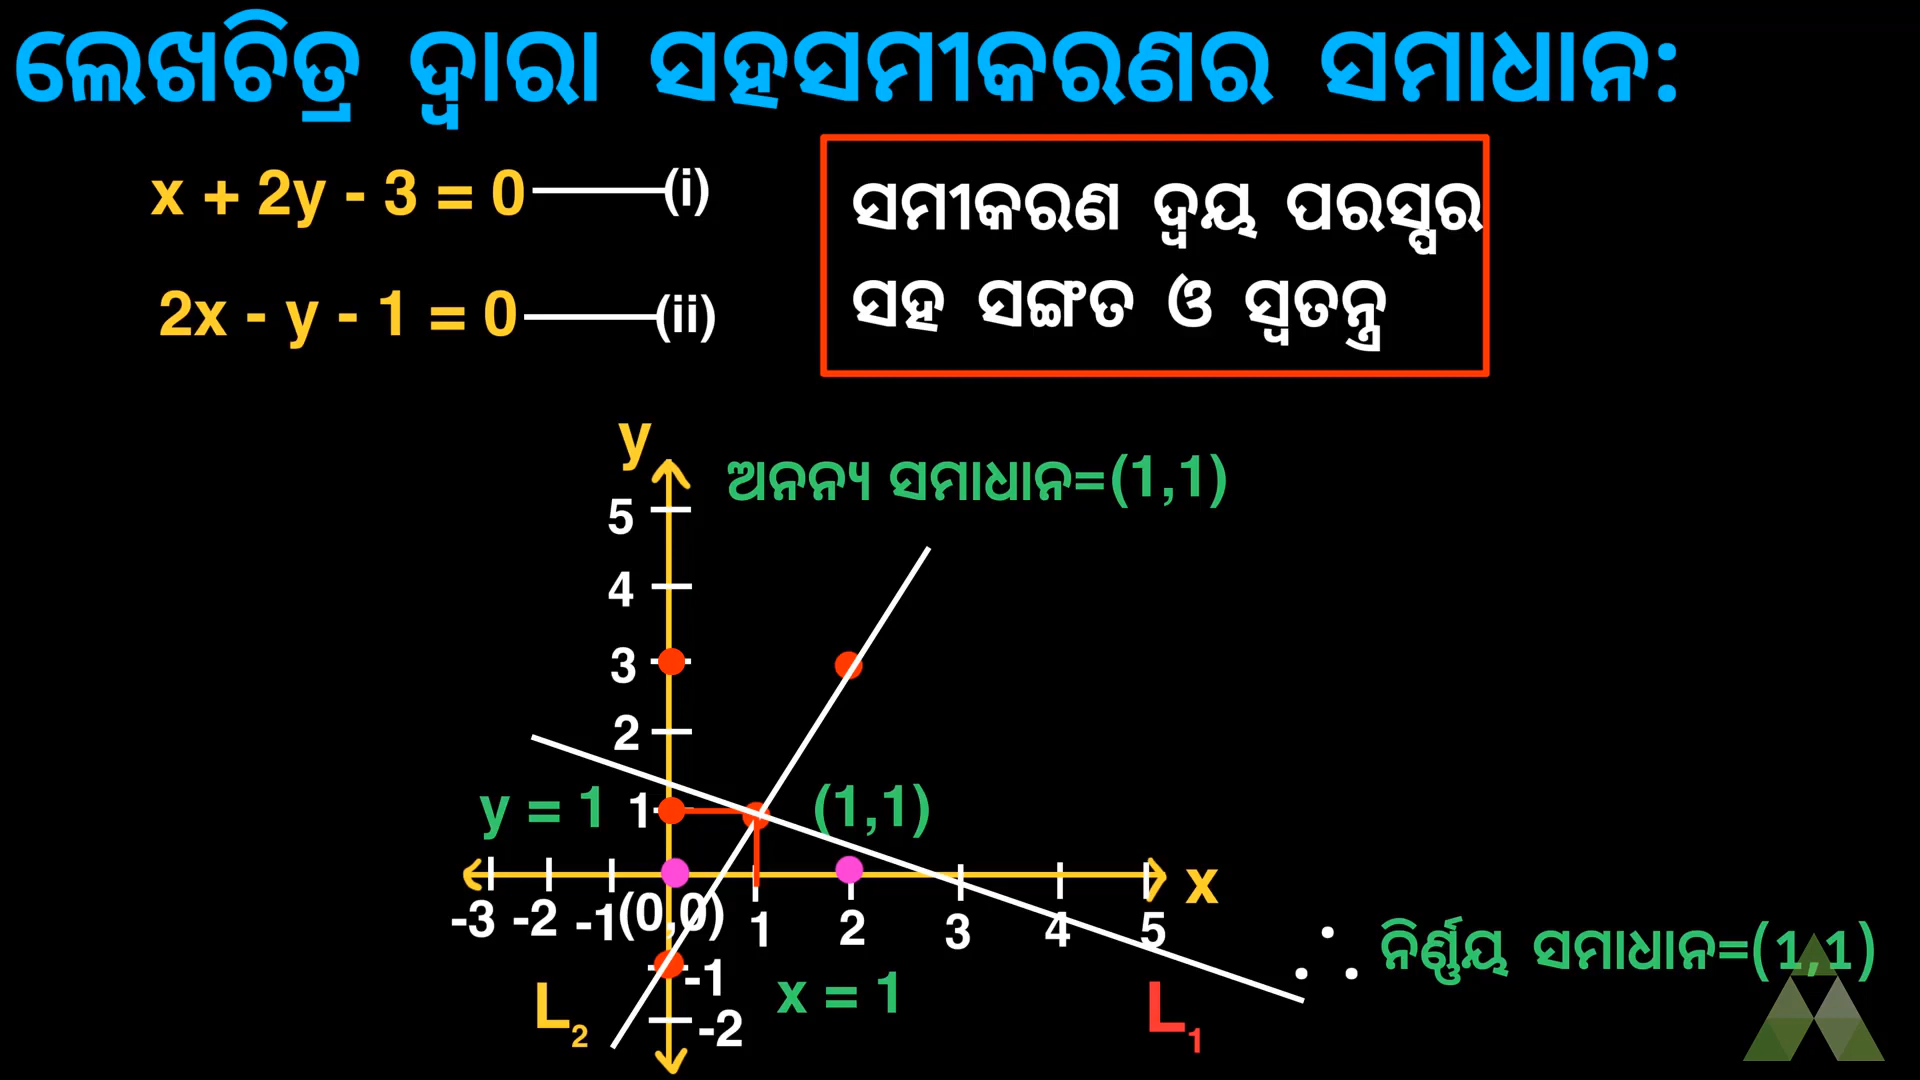 ଲେଖଚିତ୍ର ଦ୍ୱାରା ସହସମୀକରଣର ସମାଧାନ:
x + 2y - 3 = 0 (i)
2x - y - 1 = 0 (ii)
ସମୀକରଣ ଦ୍ୱୟ ପରସ୍ପର
ସହ ସଙ୍ଗତ ଓ ସ୍ୱତନ୍ତ୍ର
y
ଅନନ୍ୟ ସମାଧାନ=(1,1)
5
4
3
2
y = 1 1 (1,1)
x
-3 -2 -1 (0,0) 1 2 3 4 5
∴ ନିର୍ଣ୍ଣୟ ସମାଧାନ=(1,1)
-1 x = 1
L2 -2 L1